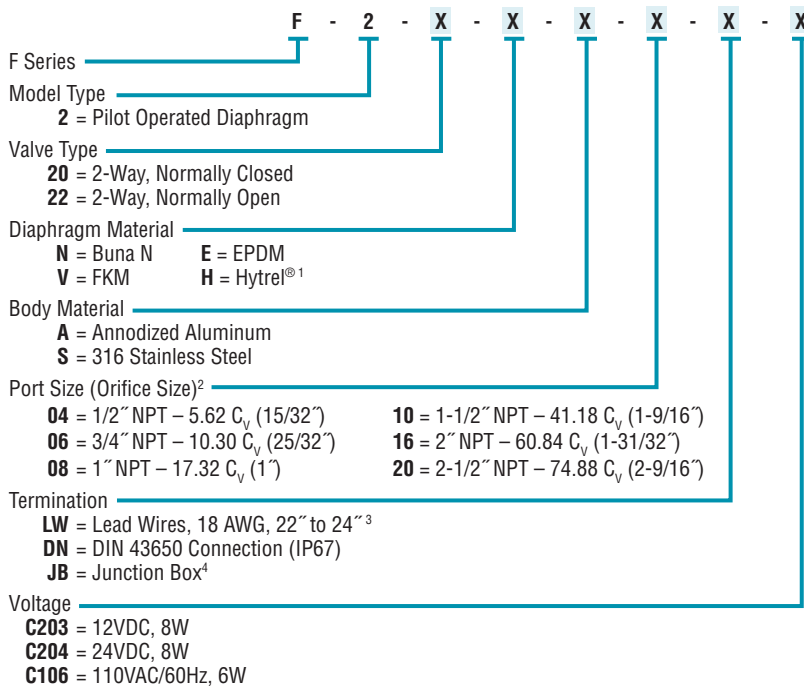 F - 2 - X - X - X - X - X - X
F Series
Model Type
2 = Pilot Operated Diaphragm
Valve Type
20 = 2-Way, Normally Closed
22 = 2-Way, Normally Open
Diaphragm Material
N = Buna N E = EPDM
V = FKM H = Hytrel® 1
Body Material
A = Annodized Aluminum
S = 316 Stainless Steel
Port Size (Orifice Size)2
04 = 1/2˝ NPT – 5.62 CV (15/32˝) 10 = 1-1/2˝ NPT – 41.18 CV (1-9/16˝)
06 = 3/4˝ NPT – 10.30 CV (25/32˝) 16 = 2˝ NPT – 60.84 CV (1-31/32˝)
08 = 1˝ NPT – 17.32 CV (1˝) 20 = 2-1/2˝ NPT – 74.88 CV (2-9/16˝)
Termination
LW = Lead Wires, 18 AWG, 22˝ to 24˝ 3
DN = DIN 43650 Connection (IP67)
JB = Junction Box4
Voltage
C203 = 12VDC, 8W
C204 = 24VDC, 8W
C106 = 110VAC/60Hz, 6W